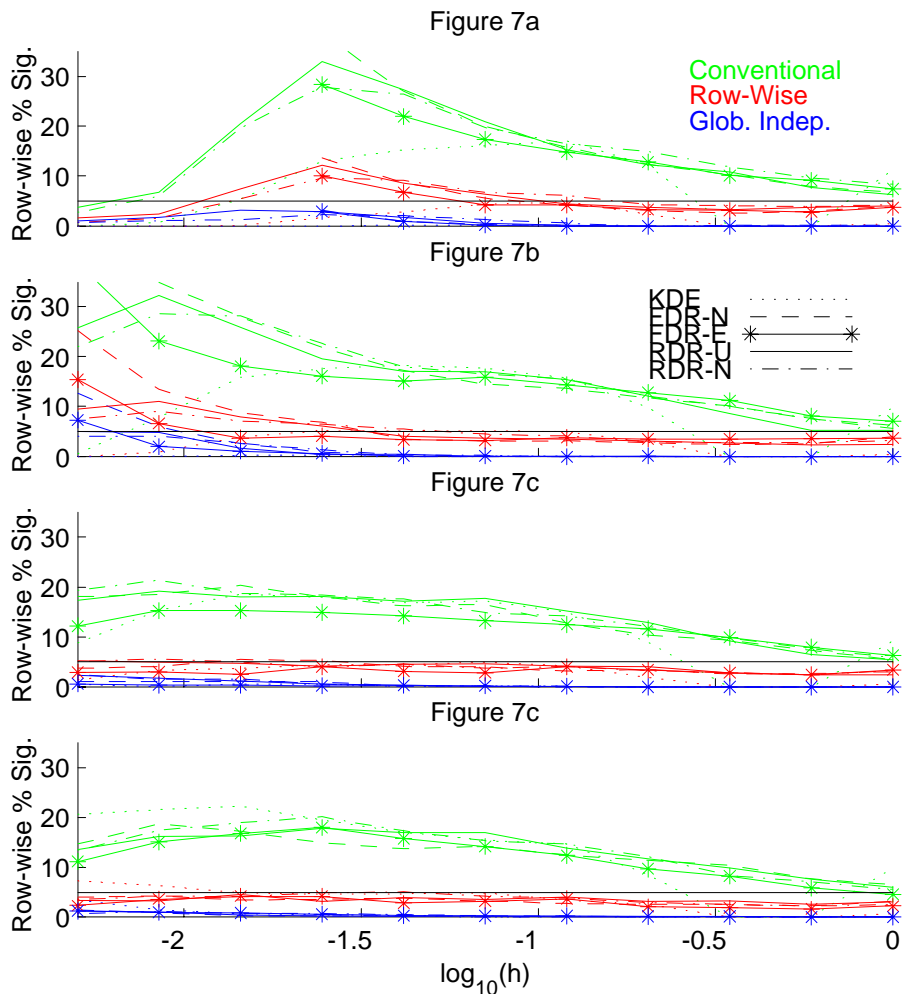 Figure 7a
Row-wise % Sig.
30
20
10
0
Conventional
Row-Wise
Glob. Indep.
Figure 7b
Row-wise % Sig.
30
20
10
0
KDE
FDR-N
FDR-E
RDR-U
RDR-N
Figure 7c
Row-wise % Sig.
30
20
10
0
Figure 7c
Row-wise % Sig.
30
20
10
0
-2
-1.5
-1
-0.5
0
log10(h)